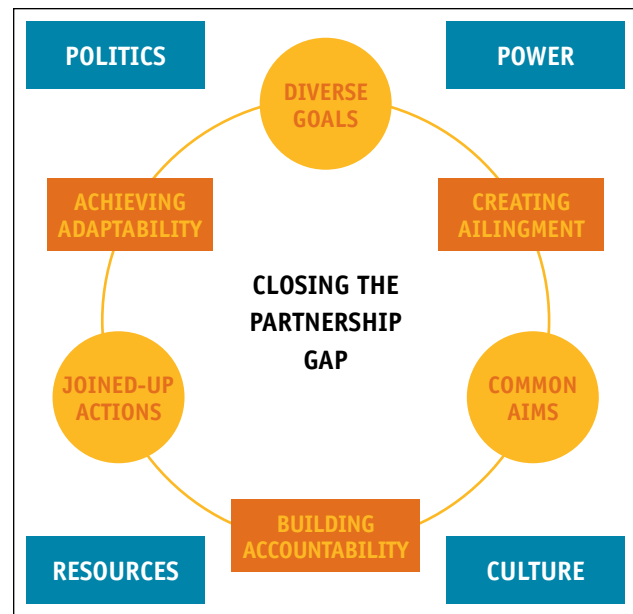 POLITICS
POWER
DIVERSE
GOALS
ACHIEVING
ADAPTABILITY
CREATING
AILINGMENT
CLOSING THE
PARTNERSHIP
GAP
JOINED-UP
ACTIONS
COMMON
AIMS
BUILDING
ACCOUNTABILITY
RESOURCES
CULTURE